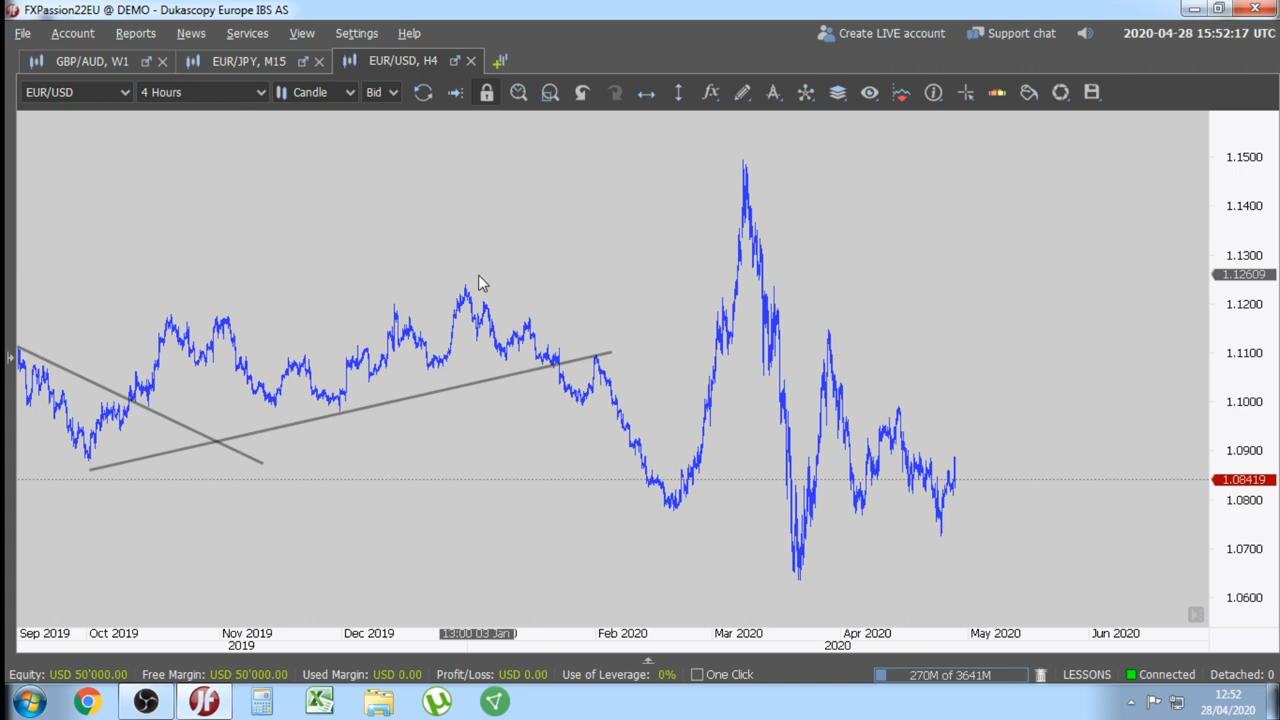 FXPassion22EU @ DEMO - Dukascopy Europe IBS AS
File Account Reports News Services View Settings Help Create LIVE account Support chat 2020-04-28 15:52:17 UTC
GBP/AUD, W1 EUR/JPY, M15 EUR/USD, H4
EUR/USD 4 Hours Candle Bid
1.1500
1.1400
1.1300
1.12609
1.1200
1.1100
1.1000
1.0900
1.08419
1.0800
1.0700
1.0600
Sep 2019 Oct 2019 Nov 2019 Dec 2019 13:00 03 Jan Feb 2020 Mar 2020 Apr 2020 May 2020 Jun 2020
2019 2020
Equity: USD 50'000.00 Free Margin: USD 50'000.00 Used Margin: USD 0.00 Profit/Loss: USD 0.00 Use of Leverage: 0% One Click 270M of 3641M LESSONS Connected Detached: 0
12:52
28/04/2020